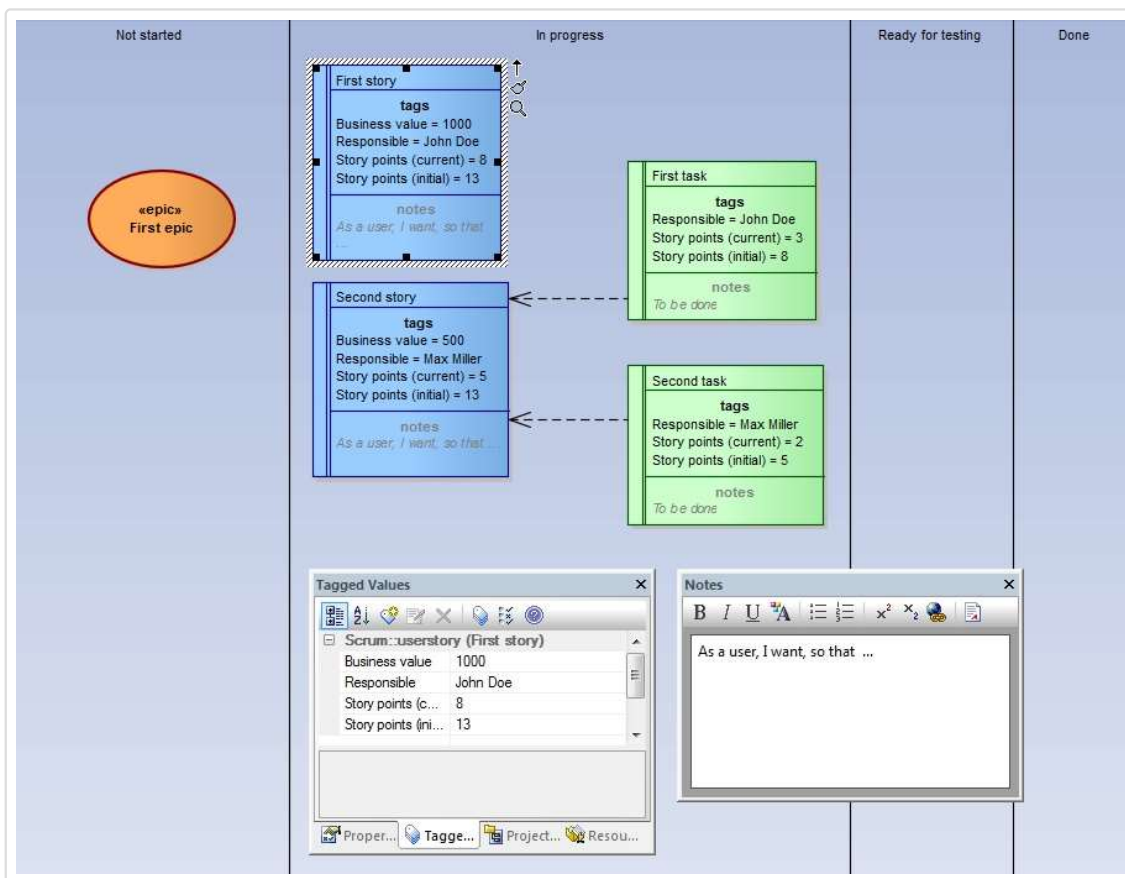 Not started
In progress
Ready for testing
Done
First story
tags
Business value = 1000
Responsible = John Doe
Story points (current) = 8
Story points (initial) = 13
notes
As a user, I want, so that
...
«epic»
First epic
First task
tags
Responsible = John Doe
Story points (current) = 3
Story points (initial) = 8
notes
To be done
Second story
tags
Business value = 500
Responsible = Max Miller
Story points (current) = 5
Story points (initial) = 13
notes
As a user, I want, so that ...
Second task
tags
Responsible = Max Miller
Story points (current) = 2
Story points (initial) = 5
notes
To be done
Tagged Values
Scrum::userstory (First story)
Business value 1000
Responsible John Doe
Story points (c... 8
Story points (ini... 13
Proper... Tagge... Project... Resou...
Notes
B I U A x² x₂
As a user, I want, so that ...